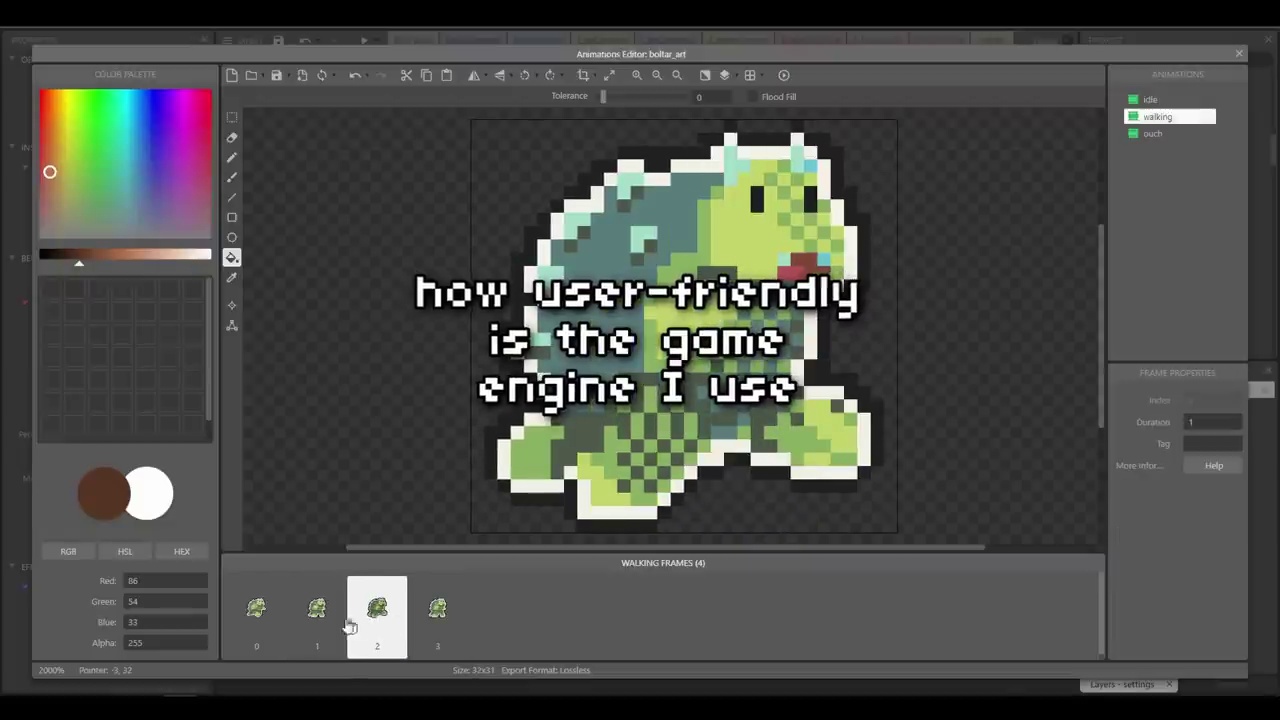 Animations Editor: boltar_art
COLOR PALETTE
ANIMATIONS
Tolerance 0 Flood Fill
idle
walking
ouch
how user-friendly
is the game
engine I use
FRAME PROPERTIES
Index
Duration 1
Tag
More Infor... Help
RGB HSL HEX
Red: 86
Green: 54
Blue: 33
Alpha: 255
WALKING FRAMES (4)
0 1 2 3
2000% Pointer: -3, 32 Size: 32x31 Export Format: Lossless
Layers - settings